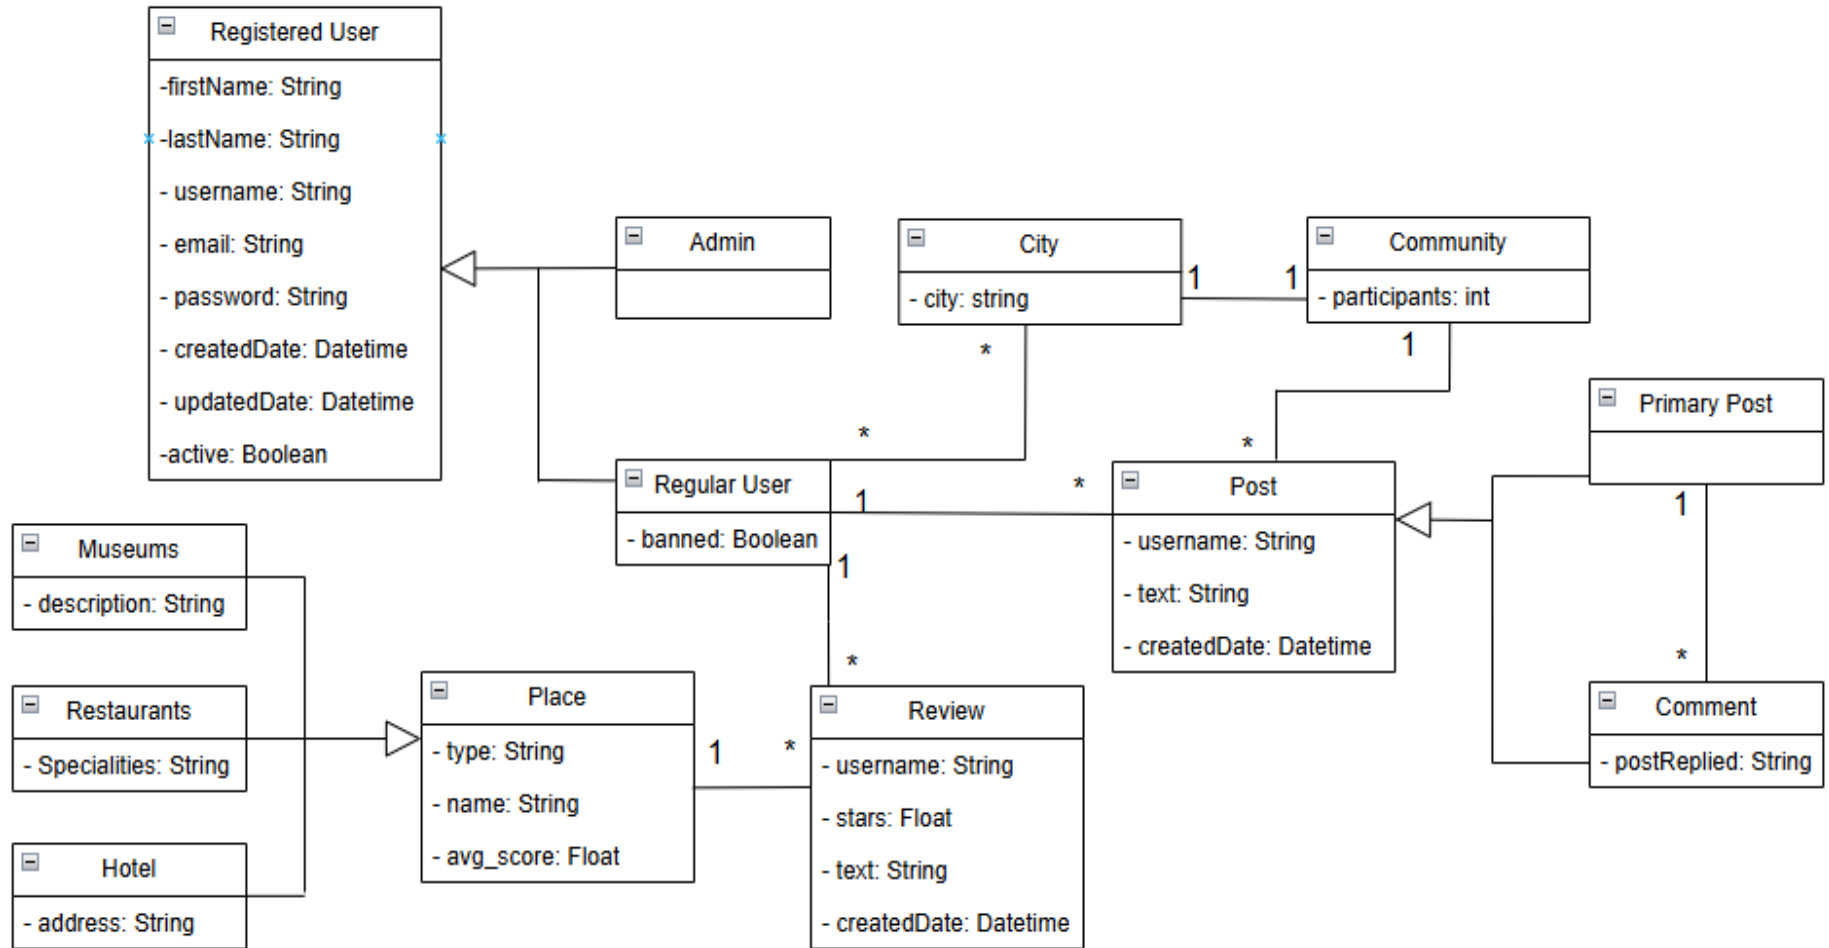 Registered User
-firstName: String
-lastName: String
- username: String
- email: String
- password: String
- createdDate: Datetime
- updatedDate: Datetime
-active: Boolean
Admin
City
- city: string
1
1
Community
- participants: int
*
1
*
*
Primary Post
1
*
Regular User
- banned: Boolean
1
*
1
*
Post
- username: String
- text: String
- createdDate: Datetime
Comment
- postReplied: String
Museums
- description: String
Restaurants
- Specialities: String
Hotel
- address: String
Place
- type: String
- name: String
- avg_score: Float
1
*
Review
- username: String
- stars: Float
- text: String
- createdDate: Datetime